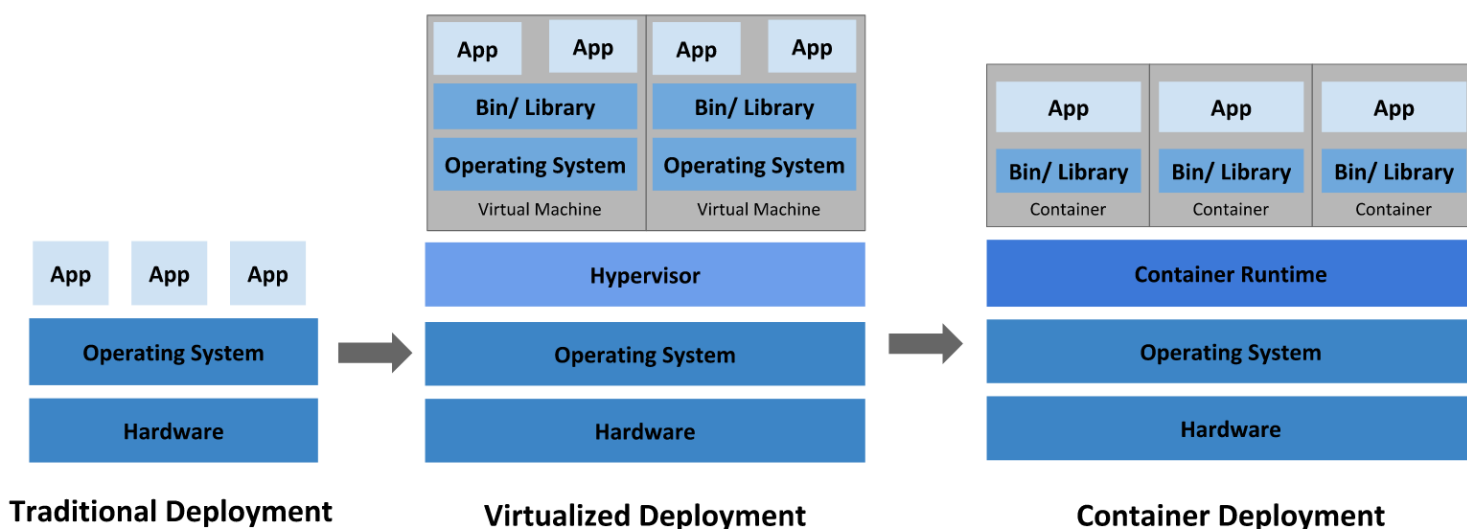 App
App
App
Operating System
Hardware
Traditional Deployment
App
App
Bin/ Library
Operating System
Virtual Machine
App
App
Bin/ Library
Operating System
Virtual Machine
Hypervisor
Operating System
Hardware
Virtualized Deployment
App
Bin/ Library
Container
App
Bin/ Library
Container
App
Bin/ Library
Container
Container Runtime
Operating System
Hardware
Container Deployment